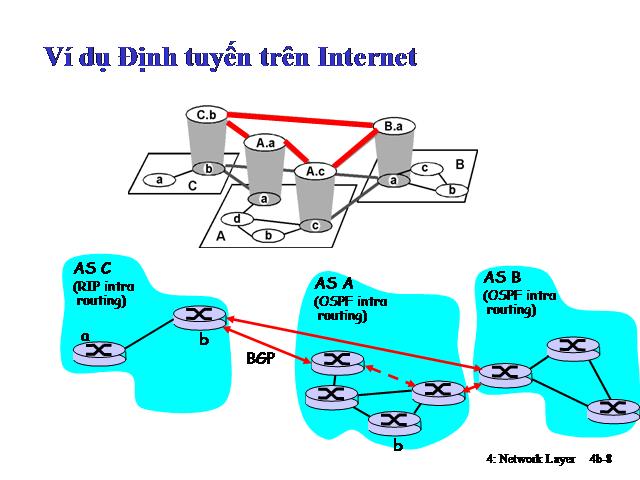 Ví dụ Định tuyến trên Internet
C.b
B.a
A.a
A.c
B
b
c
a
a
C
a
b
d
A
b
c
AS C
(RIP intra
routing)
AS A
(OSPF intra
routing)
AS B
(OSPF intra
routing)
a
b
BGP
b
4: Network Layer 4b-8